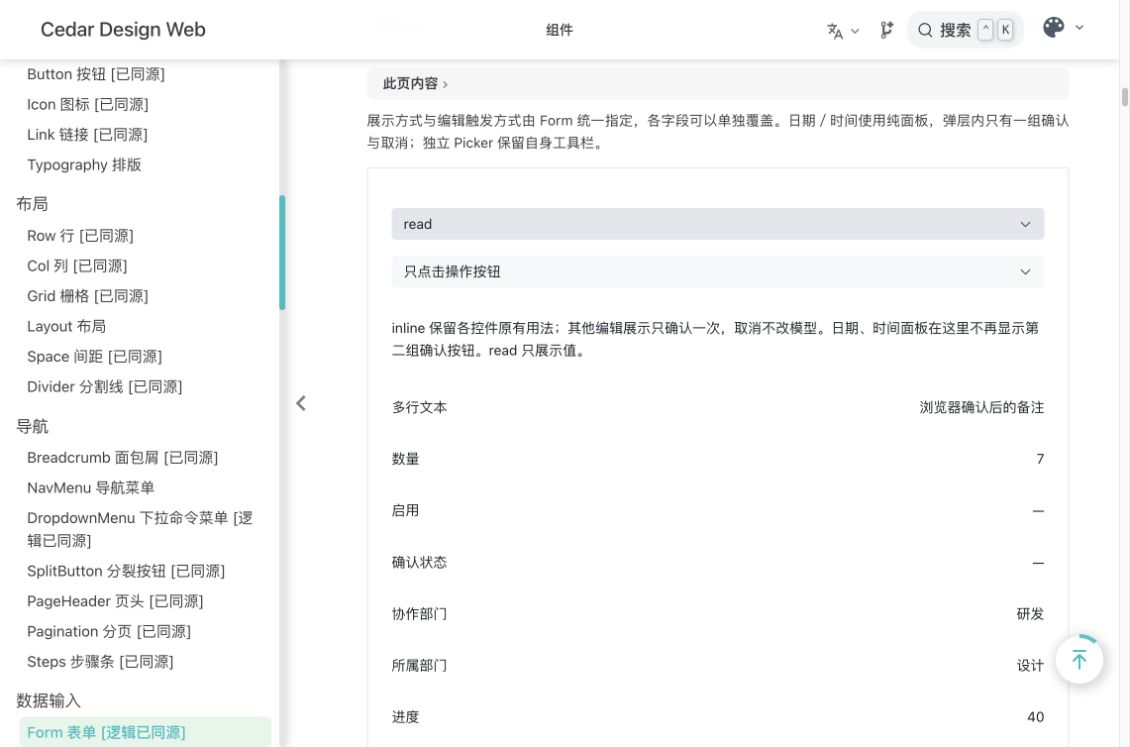 Cedar Design Web
组件
搜索 ^ K
Button 按钮 [已同源]
Icon 图标 [已同源]
Link 链接 [已同源]
Typography 排版
布局
Row 行 [已同源]
Col 列 [已同源]
Grid 栅格 [已同源]
Layout 布局
Space 间距 [已同源]
Divider 分割线 [已同源]
导航
Breadcrumb 面包屑 [已同源]
NavMenu 导航菜单
DropdownMenu 下拉命令菜单 [逻
辑已同源]
SplitButton 分裂按钮 [已同源]
PageHeader 页头 [已同源]
Pagination 分页 [已同源]
Steps 步骤条 [已同源]
数据输入
Form 表单 [逻辑已同源]
此页内容 ›
展示方式与编辑触发方式由 Form 统一指定，各字段可以单独覆盖。日期 / 时间使用纯面板，弹层内只有一组确认
与取消；独立 Picker 保留自身工具栏。
read
只点击操作按钮
inline 保留各控件原有用法；其他编辑展示只确认一次，取消不改模型。日期、时间面板在这里不再显示第
二组确认按钮。read 只展示值。
多行文本 浏览器确认后的备注
数量 7
启用 —
确认状态 —
协作部门 研发
所属部门 设计
进度 40